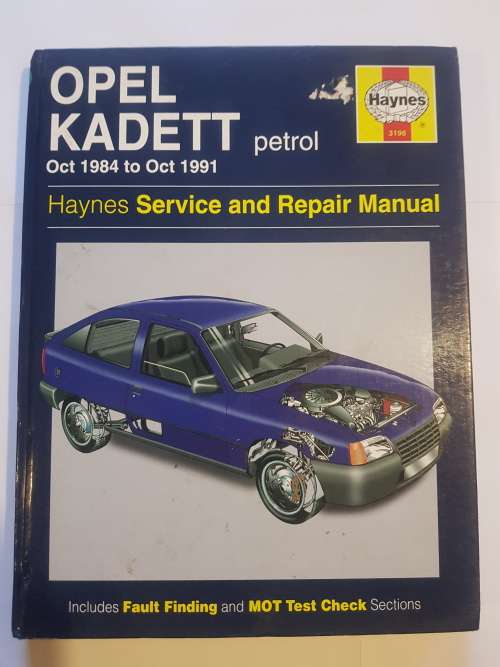 OPEL
KADETT petrol
Oct 1984 to Oct 1991
Haynes
3196
Haynes Service and Repair Manual
Includes Fault Finding and MOT Test Check Sections